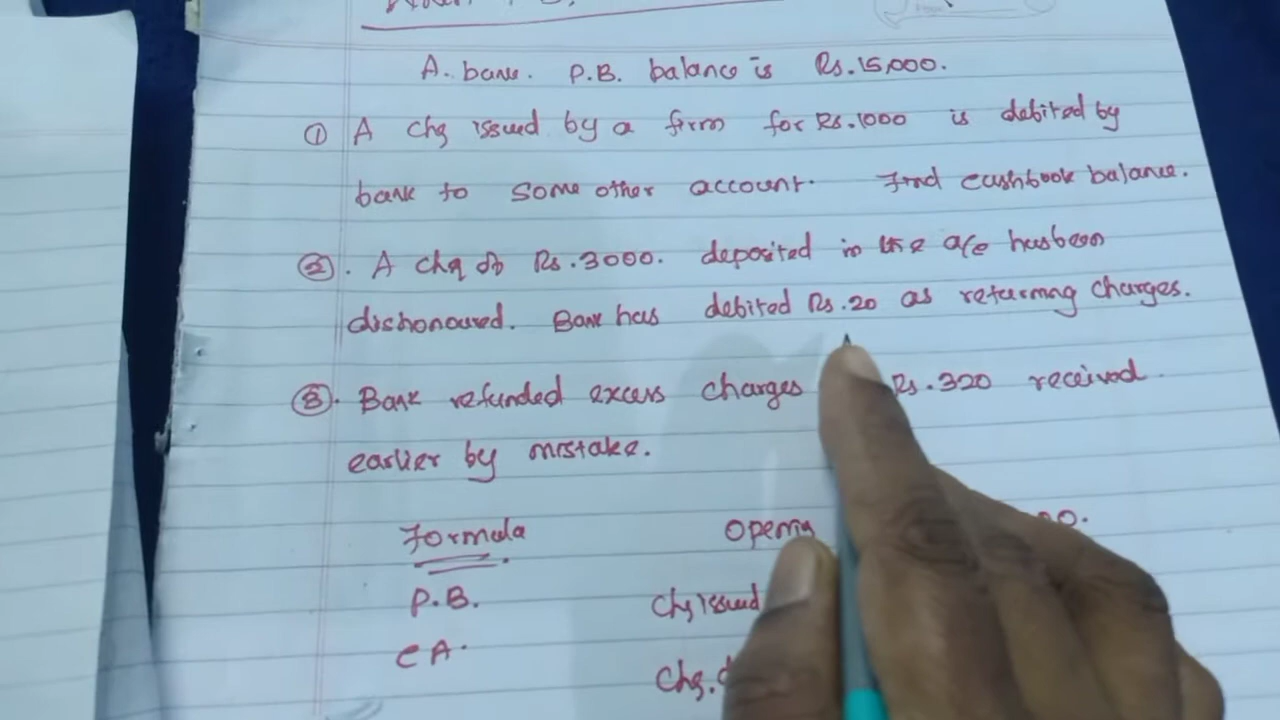 A. bank. P.B. balance is Rs.15,000.
① A chq issued by a firm for Rs.1000 is debited by
bank to some other account. Find cashbook balance.
②. A chq of Rs.3000. deposited in the a/c has been
dishonoured. Bank has debited Rs.20 as returning charges.
③. Bank refunded excess charges Rs.320 received
earlier by mistake.
Formula Opening 00.
P.B. Chq issued
CA. Chq.